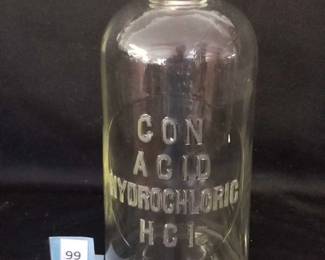 CON
ACID
HYDROCHLORIC
HCl
99